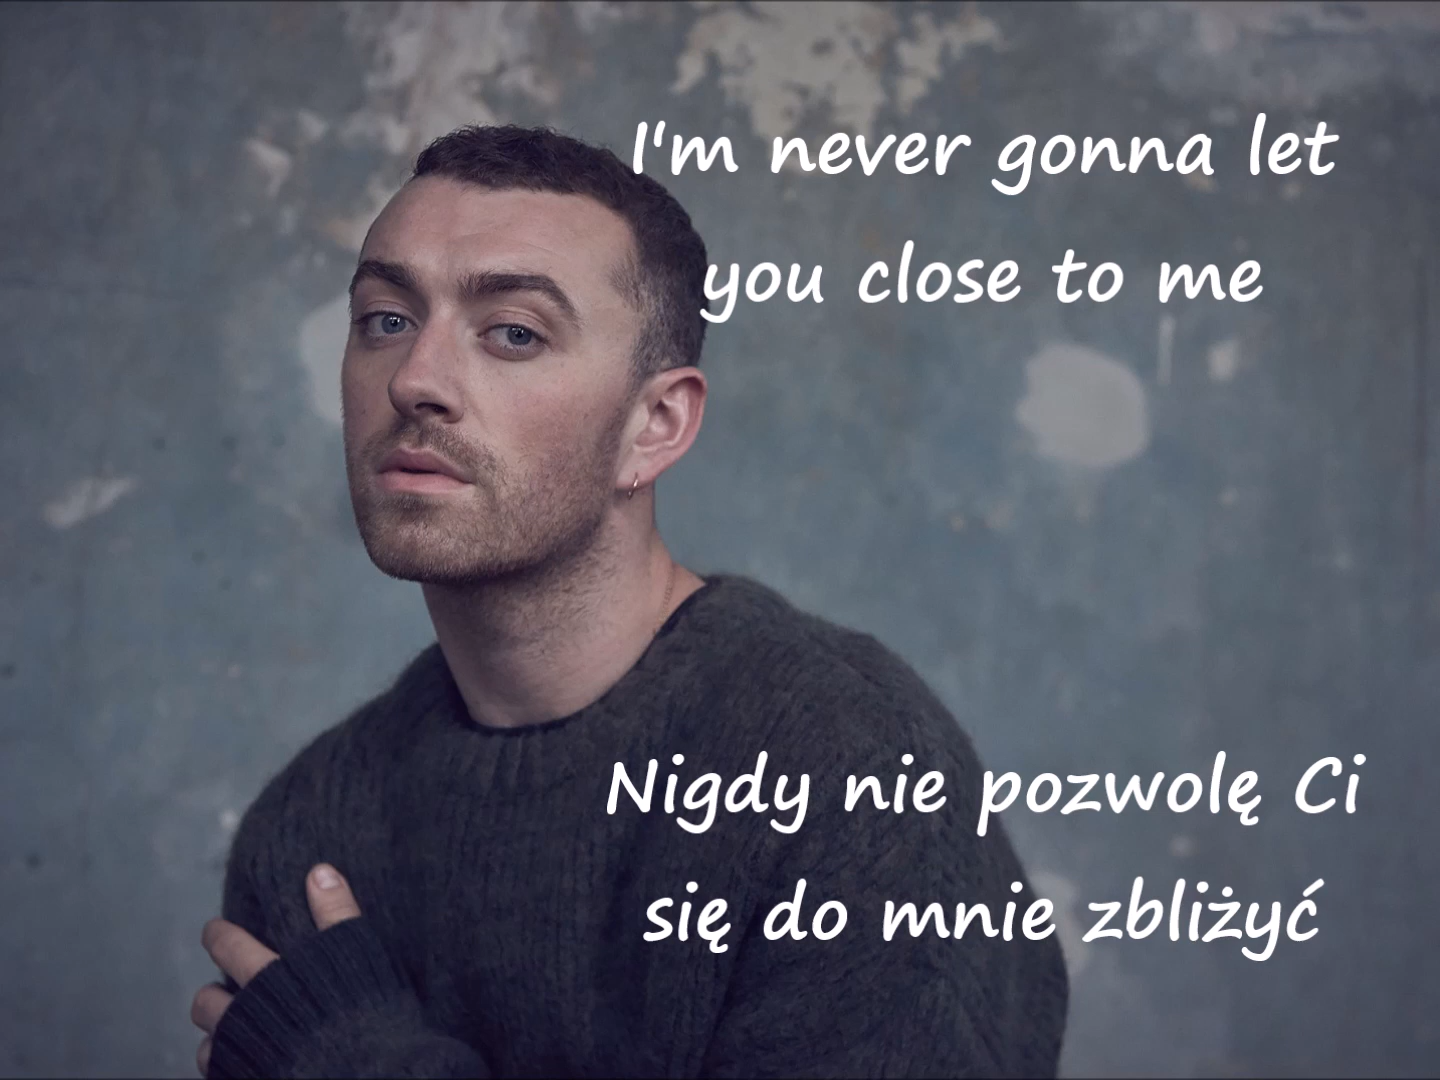 I'm never gonna let
you close to me
Nigdy nie pozwolę Ci
się do mnie zbliżyć